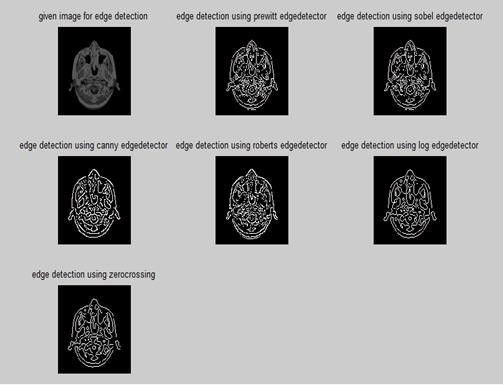 given image for edge detection
edge detection using prewitt edgedetector
edge detection using sobel edgedetector
edge detection using canny edgedetector
edge detection using roberts edgedetector
edge detection using log edgedetector
edge detection using zerocrossing